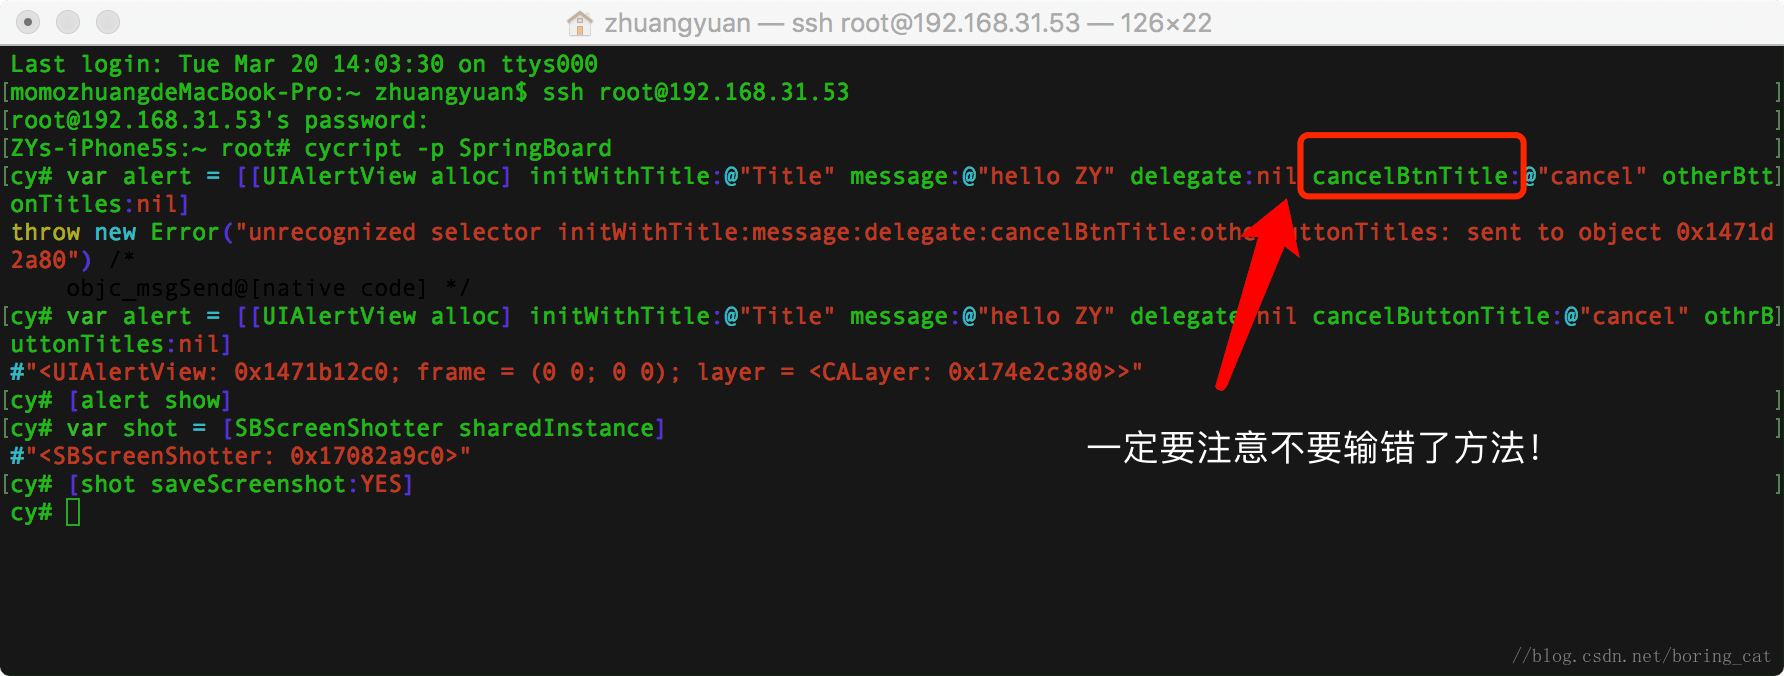 zhuangyuan — ssh root@192.168.31.53 — 126×22
Last login: Tue Mar 20 14:03:30 on ttys000
[momozhuangdeMacBook-Pro:~ zhuangyuan$ ssh root@192.168.31.53 ]
[root@192.168.31.53's password: ]
[ZYs-iPhone5s:~ root# cycript -p SpringBoard ]
[cy# var alert = [[UIAlertView alloc] initWithTitle:@"Title" message:@"hello ZY" delegate:nil cancelBtnTitle:@"cancel" otherBtt]
onTitles:nil]
throw new Error("unrecognized selector initWithTitle:message:delegate:cancelBtnTitle:othe uttonTitles: sent to object 0x1471d
2a80") /*
objc_msgSend@[native code] */
[cy# var alert = [[UIAlertView alloc] initWithTitle:@"Title" message:@"hello ZY" delegate nil cancelButtonTitle:@"cancel" othrB]
uttonTitles:nil]
#"<UIAlertView: 0x1471b12c0; frame = (0 0; 0 0); layer = <CALayer: 0x174e2c380>>"
[cy# [alert show] ]
[cy# var shot = [SBScreenShotter sharedInstance] ]
#"<SBScreenShotter: 0x17082a9c0>"
[cy# [shot saveScreenshot:YES] ]
cy#
一定要注意不要输错了方法！
//blog.csdn.net/boring_cat